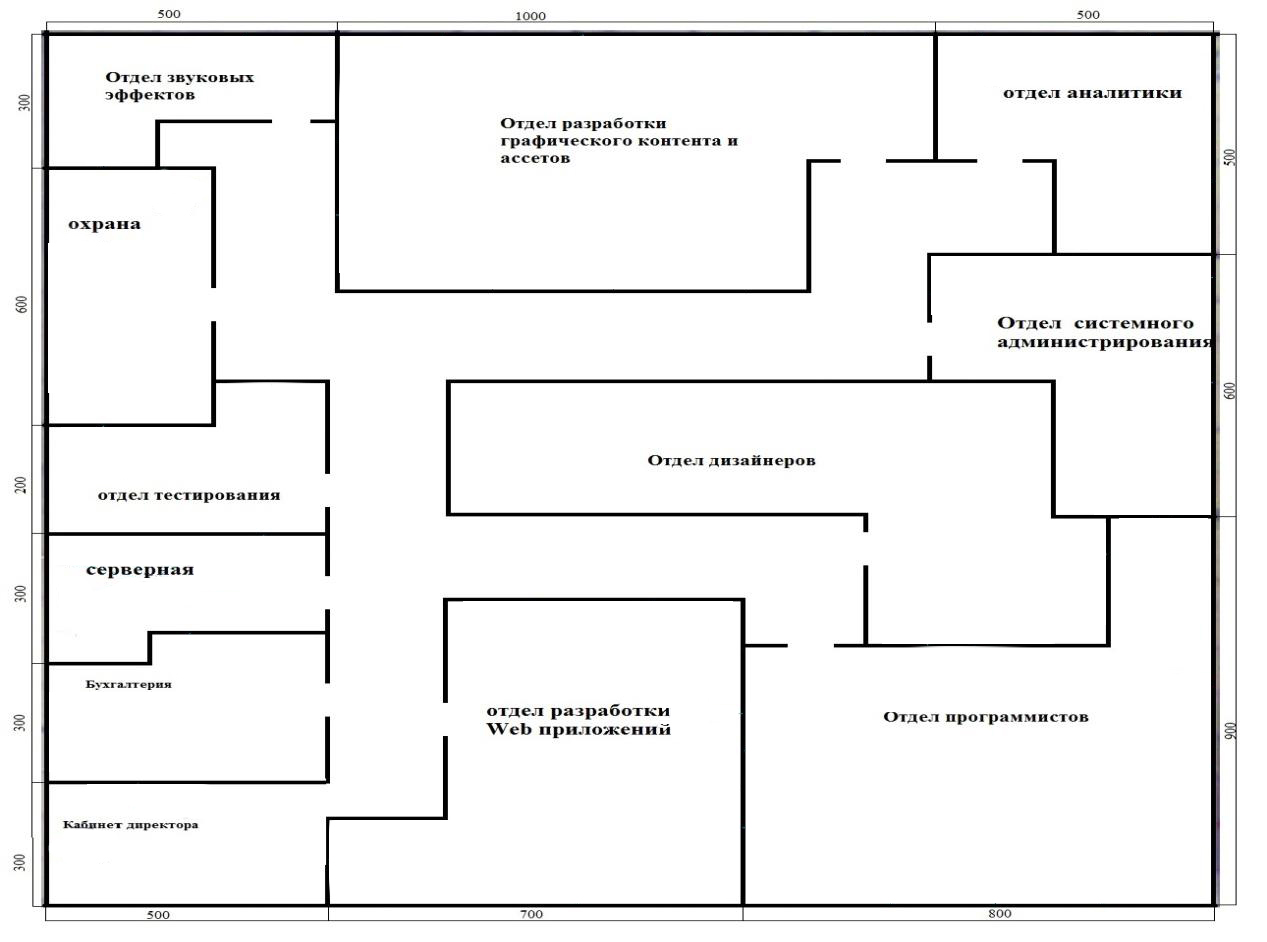 500
1000
500
Отдел звуковых
эффектов
отдел аналитики
300
Отдел разработки
графического контента и
ассетов
500
охрана
600
Отдел системного
администрирования
600
Отдел дизайнеров
200
отдел тестирования
серверная
300
Бухгалтерия
отдел разработки
Web приложений
Отдел программистов
300
900
Кабинет директора
300
500
700
800